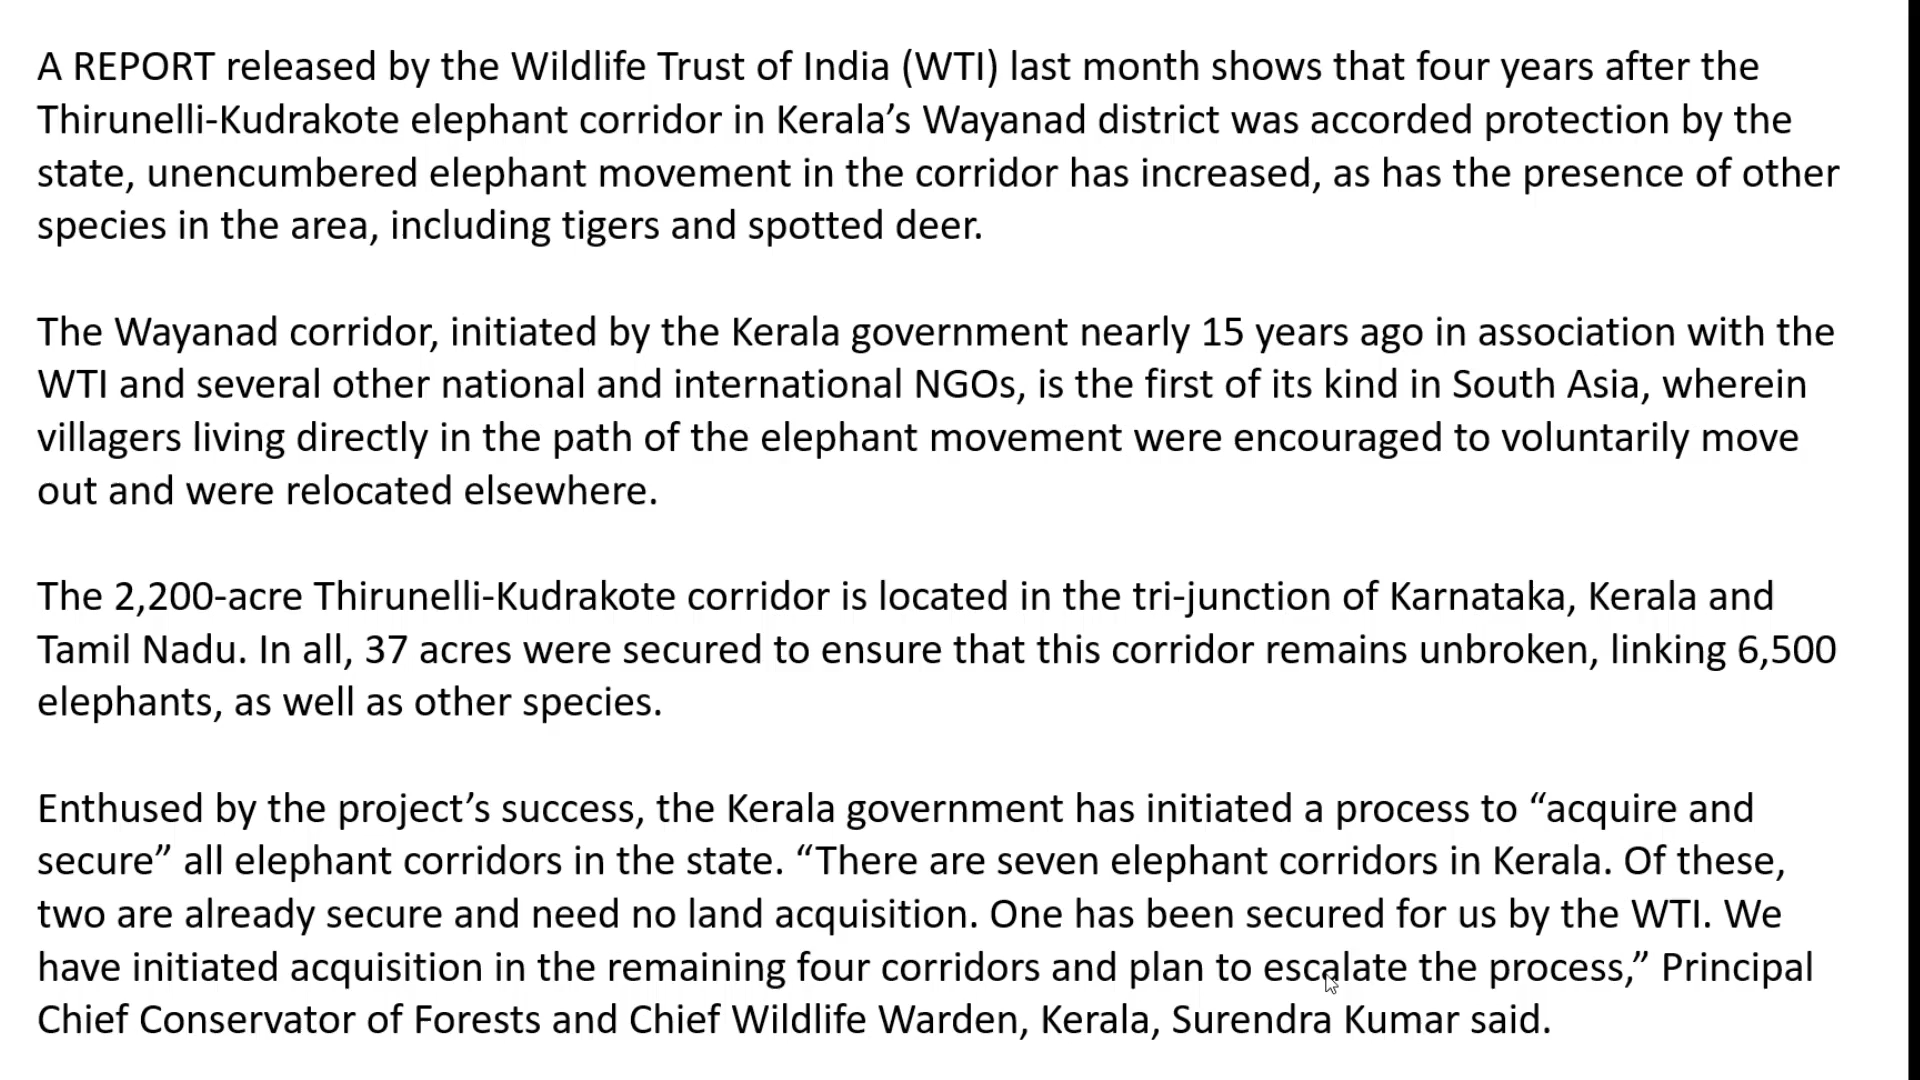 A REPORT released by the Wildlife Trust of India (WTI) last month shows that four years after the
Thirunelli-Kudrakote elephant corridor in Kerala’s Wayanad district was accorded protection by the
state, unencumbered elephant movement in the corridor has increased, as has the presence of other
species in the area, including tigers and spotted deer.
The Wayanad corridor, initiated by the Kerala government nearly 15 years ago in association with the
WTI and several other national and international NGOs, is the first of its kind in South Asia, wherein
villagers living directly in the path of the elephant movement were encouraged to voluntarily move
out and were relocated elsewhere.
The 2,200-acre Thirunelli-Kudrakote corridor is located in the tri-junction of Karnataka, Kerala and
Tamil Nadu. In all, 37 acres were secured to ensure that this corridor remains unbroken, linking 6,500
elephants, as well as other species.
Enthused by the project’s success, the Kerala government has initiated a process to “acquire and
secure” all elephant corridors in the state. “There are seven elephant corridors in Kerala. Of these,
two are already secure and need no land acquisition. One has been secured for us by the WTI. We
have initiated acquisition in the remaining four corridors and plan to escalate the process,” Principal
Chief Conservator of Forests and Chief Wildlife Warden, Kerala, Surendra Kumar said.